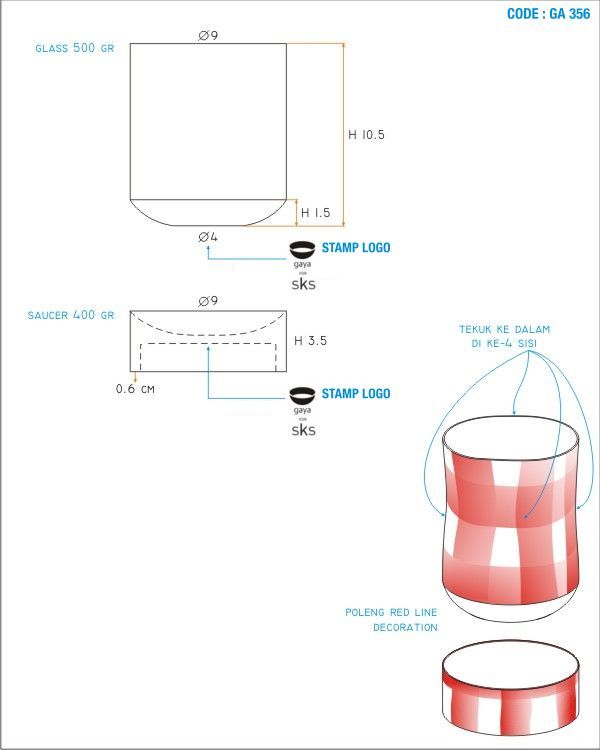 CODE : GA 356
GLASS 500 GR
Ø9
H 10.5
H 1.5
Ø4
STAMP LOGO
gaya
FOR
sks
SAUCER 400 GR
Ø9
H 3.5
0.6 CM
STAMP LOGO
gaya
FOR
sks
TEKUK KE DALAM
DI KE-4 SISI
POLENG RED LINE
DECORATION